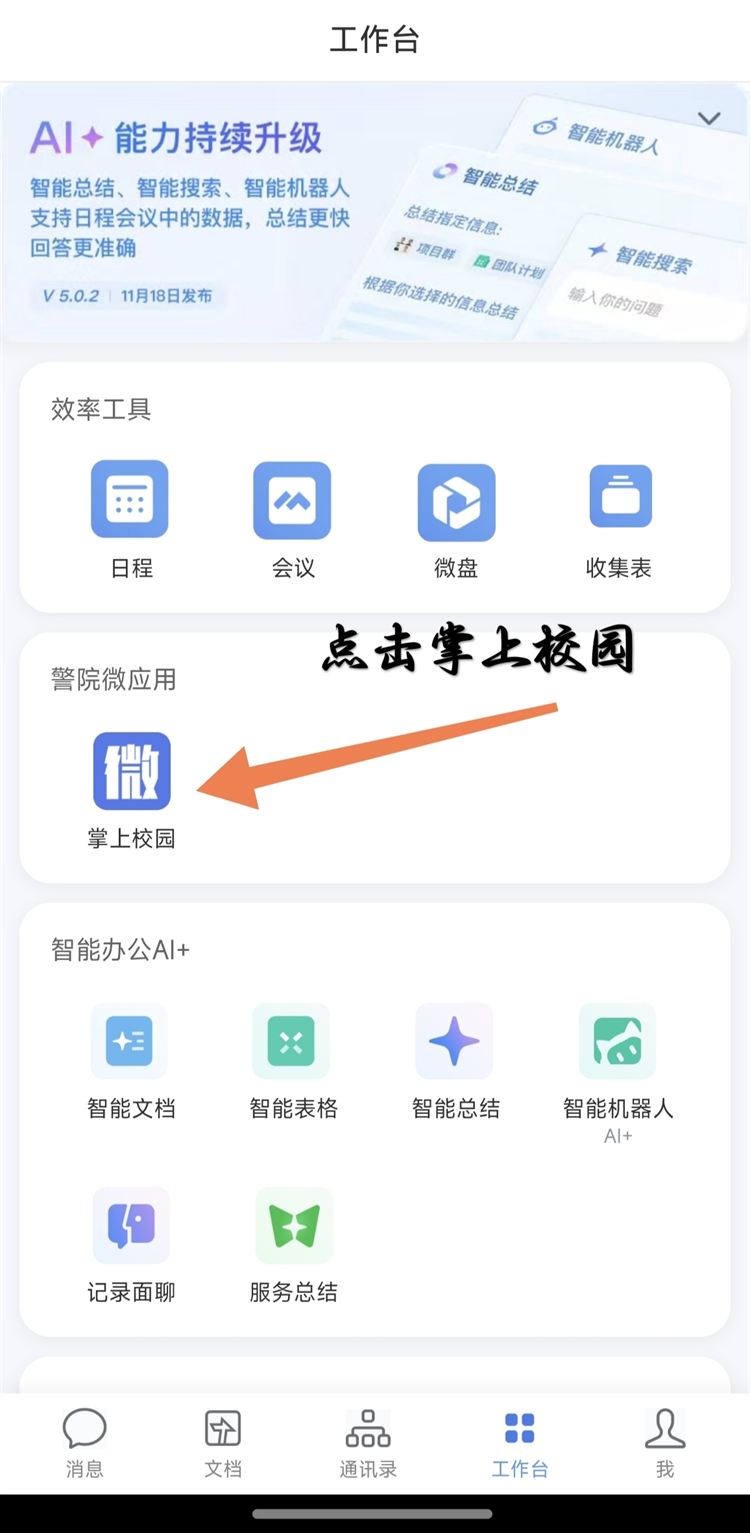 工作台
AI 能力持续升级
智能总结、智能搜索、智能机器人
支持日程会议中的数据，总结更快
回答更准确
V 5.0.2 | 11月18日发布
智能机器人
智能总结
总结指定信息:
项目群
团队计划
根据你选择的信息总结
智能搜索
输入你的问题
效率工具
日程
会议
微盘
收集表
点击掌上校园
警院微应用
微
掌上校园
智能办公AI+
智能文档
智能表格
智能总结
智能机器人
AI+
记录面聊
服务总结
消息
文档
通讯录
工作台
我